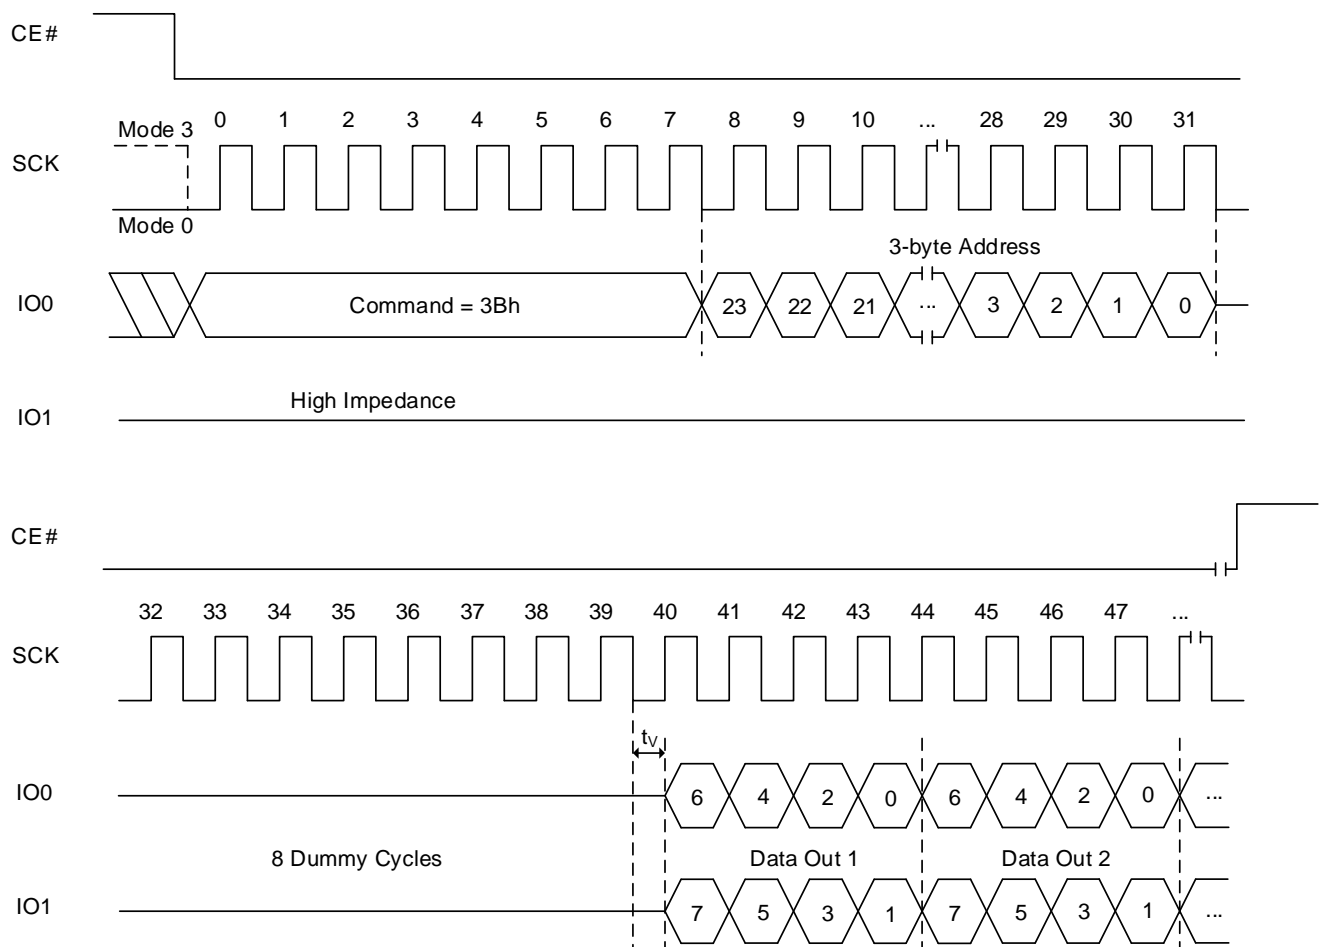 CE#
Mode 3 0 1 2 3 4 5 6 7 8 9 10 ... 28 29 30 31
SCK
Mode 0
3-byte Address
IO0 Command = 3Bh 23 22 21 ... 3 2 1 0
High Impedance
IO1
CE#
32 33 34 35 36 37 38 39 40 41 42 43 44 45 46 47 ...
SCK
tV
IO0 6 4 2 0 6 4 2 0 ...
8 Dummy Cycles Data Out 1 Data Out 2
IO1 7 5 3 1 7 5 3 1 ...